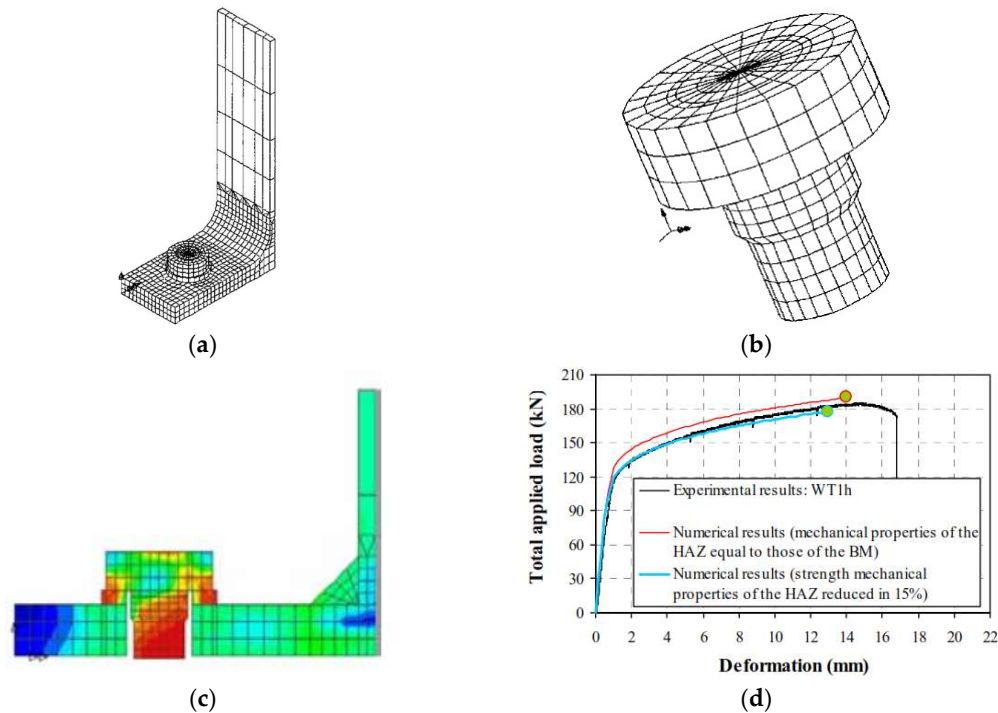 (a)
(b)
(c)
210
180
150
120
90
60
30
0
Total applied load (kN)
Experimental results: WT1h
Numerical results (mechanical properties of the
HAZ equal to those of the BM)
Numerical results (strength mechanical
properties of the HAZ reduced in 15%)
0 2 4 6 8 10 12 14 16 18 20 22
Deformation (mm)
(d)